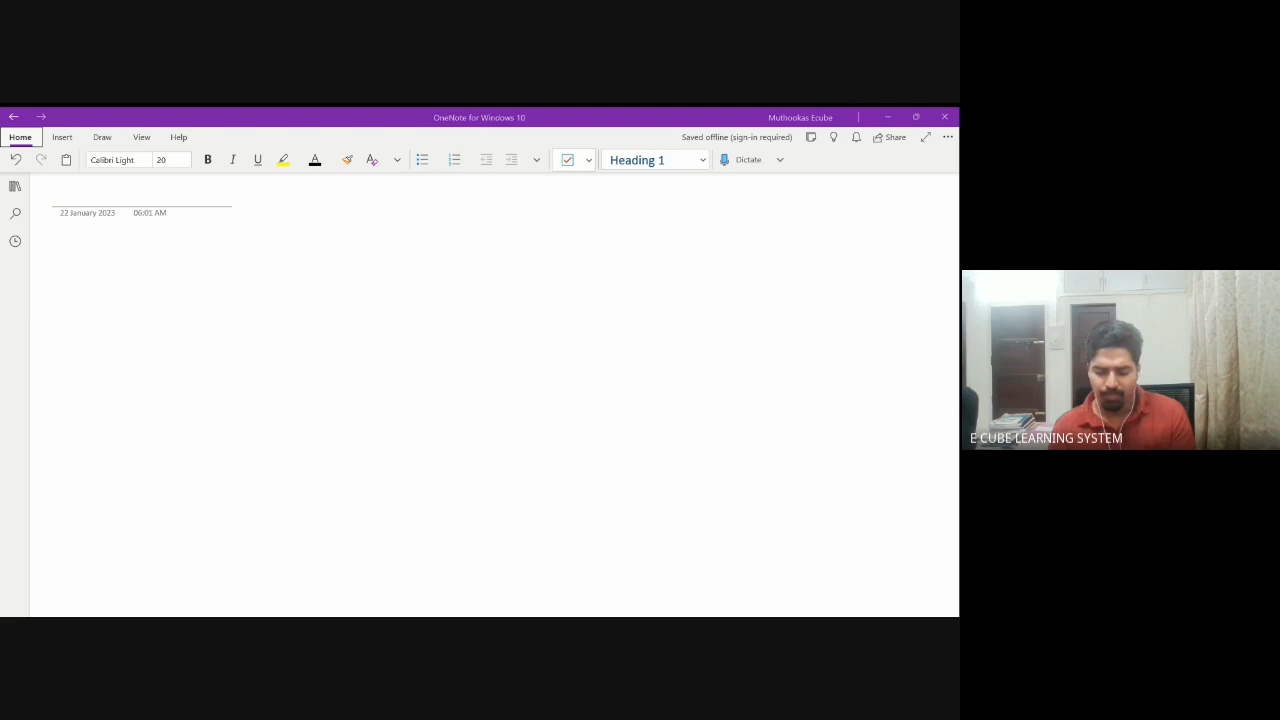 OneNote for Windows 10
Muthookas Ecube
Home Insert Draw View Help
Saved offline (sign-in required)
Share
Calibri Light 20
B I U A
Heading 1
Dictate
22 January 2023 06:01 AM
E CUBE LEARNING SYSTEM